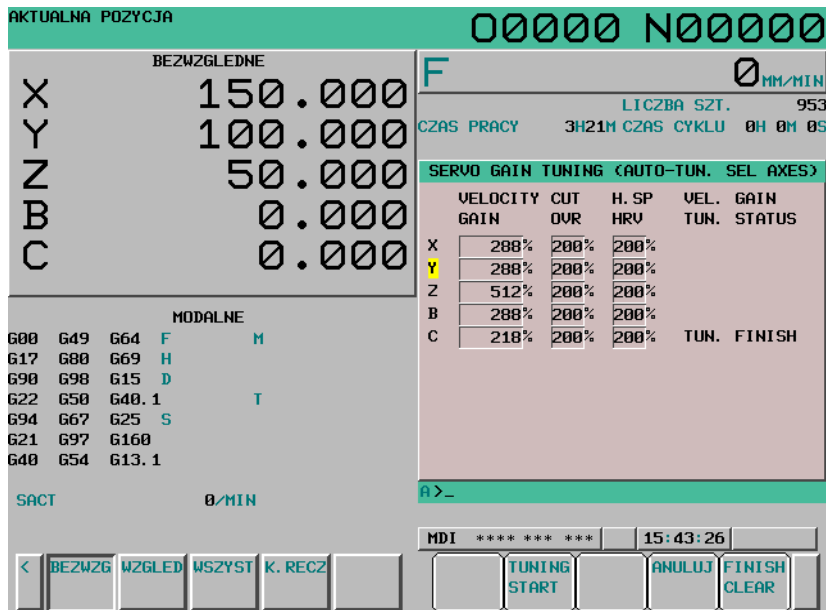 AKTUALNA POZYCJA
O0000 N00000
BEZWZGLEDNE
X 150.000
Y 100.000
Z 50.000
B 0.000
C 0.000
MODALNE
G00 G49 G64 F M
G17 G80 G69 H
G90 G98 G15 D
G22 G50 G40.1 T
G94 G67 G25 S
G21 G97 G160
G40 G54 G13.1
SACT 0/MIN
F 0 MM/MIN
LICZBA SZT. 953
CZAS PRACY 3H21M CZAS CYKLU 0H 0M 0S
SERVO GAIN TUNING (AUTO-TUN. SEL AXES)
VELOCITY CUT H.SP VEL. GAIN
GAIN OVR HRV TUN. STATUS
X 288% 200% 200%
Y 288% 200% 200%
Z 512% 200% 200%
B 288% 200% 200%
C 218% 200% 200% TUN. FINISH
A>_
MDI **** *** *** 15:43:26
< BEZWZG WZGLED WSZYST K.RECZ
TUNING ANULUJ FINISH
START CLEAR